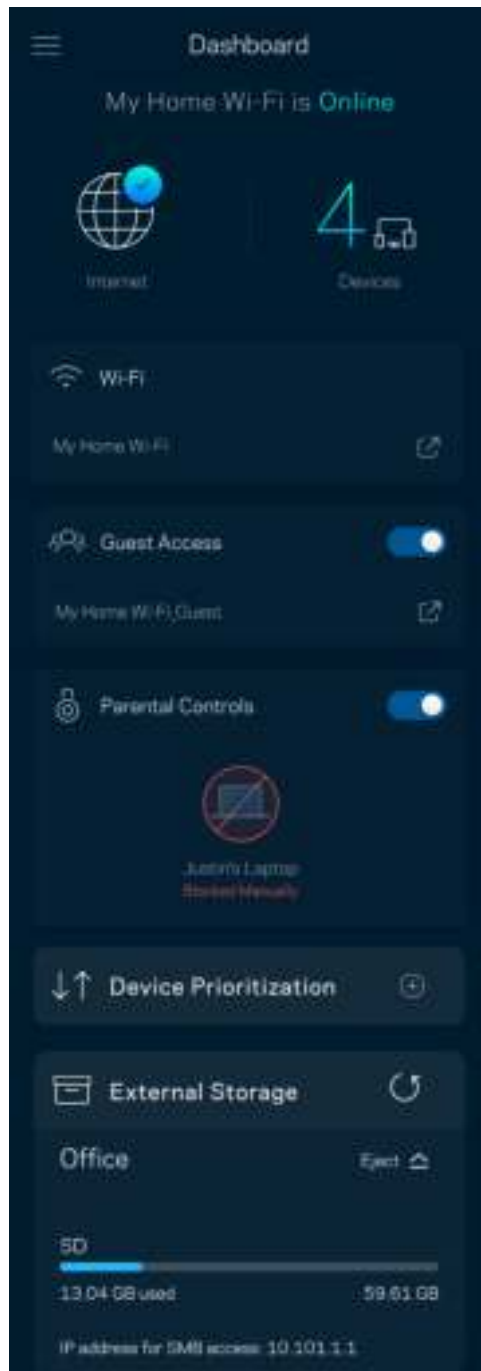 Dashboard
My Home Wi-Fi is Online
4
Internet
Devices
Wi-Fi
My Home Wi-Fi
Guest Access
My Home Wi-Fi_Guest
Parental Controls
Justin's Laptop
Blocked Manually
Device Prioritization
External Storage
Office
Eject
SD
13.04 GB used
59.61 GB
IP address for SMB access: 10.101.1.1